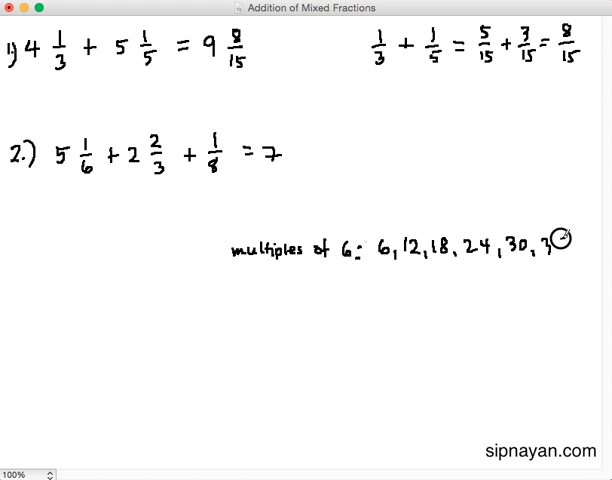 Addition of Mixed Fractions
1.) 4 1/3 + 5 1/5 = 9 8/15
1/3 + 1/5 = 5/15 + 3/15 = 8/15
2.) 5 1/6 + 2 2/3 + 1/8 = 7
multiples of 6: 6, 12, 18, 24, 30, 3
sipnayan.com
100%